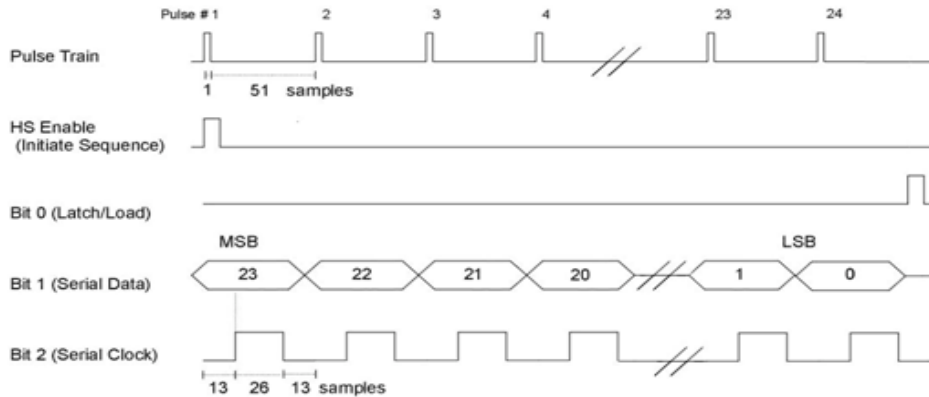 Pulse # 1 2 3 4 23 24
Pulse Train
1 51 samples
HS Enable
(Initiate Sequence)
Bit 0 (Latch/Load)
MSB LSB
Bit 1 (Serial Data) 23 22 21 20 1 0
Bit 2 (Serial Clock)
13 26 13 samples